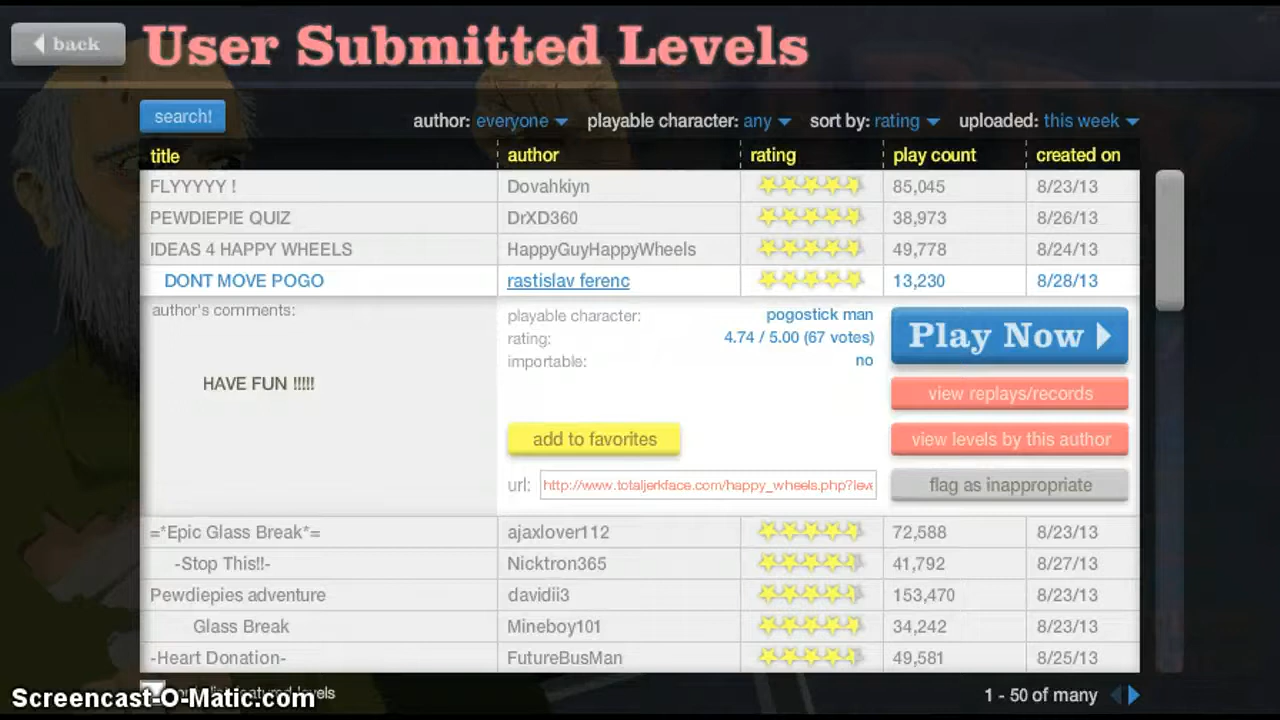 back
User Submitted Levels
search!
author: everyone
playable character: any
sort by: rating
uploaded: this week
title author rating play count created on
FLYYYYY ! Dovahkiyn 85,045 8/23/13
PEWDIEPIE QUIZ DrXD360 38,973 8/26/13
IDEAS 4 HAPPY WHEELS HappyGuyHappyWheels 49,778 8/24/13
DONT MOVE POGO rastislav ferenc 13,230 8/28/13
author's comments:
HAVE FUN !!!!!
playable character: pogostick man
rating: 4.74 / 5.00 (67 votes)
importable: no
add to favorites
url: http://www.totaljerkface.com/happy_wheels.php?leve
Play Now
view replays/records
view levels by this author
flag as inappropriate
=*Epic Glass Break*= ajaxlover112 72,588 8/23/13
-Stop This!!- Nicktron365 41,792 8/27/13
Pewdiepies adventure davidii3 153,470 8/23/13
Glass Break Mineboy101 34,242 8/23/13
-Heart Donation- FutureBusMan 49,581 8/25/13
levels
1 - 50 of many
Screencast-O-Matic.com